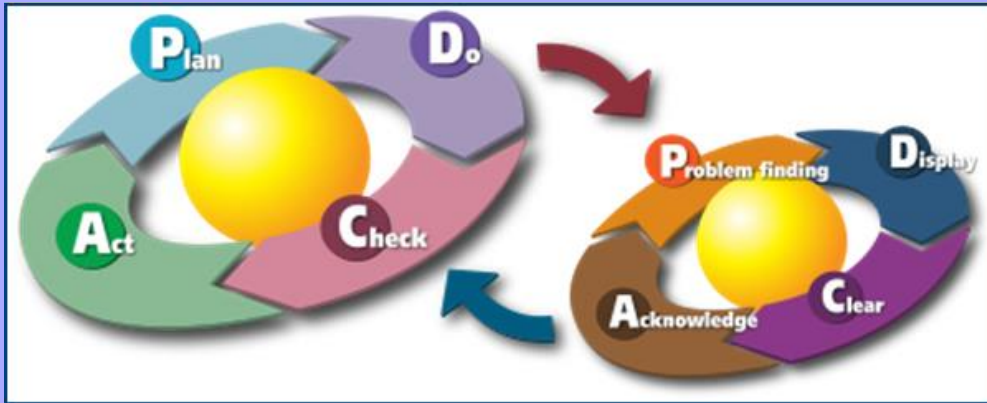 Plan
Do
Check
Act
Problem finding
Display
Clear
Acknowledge